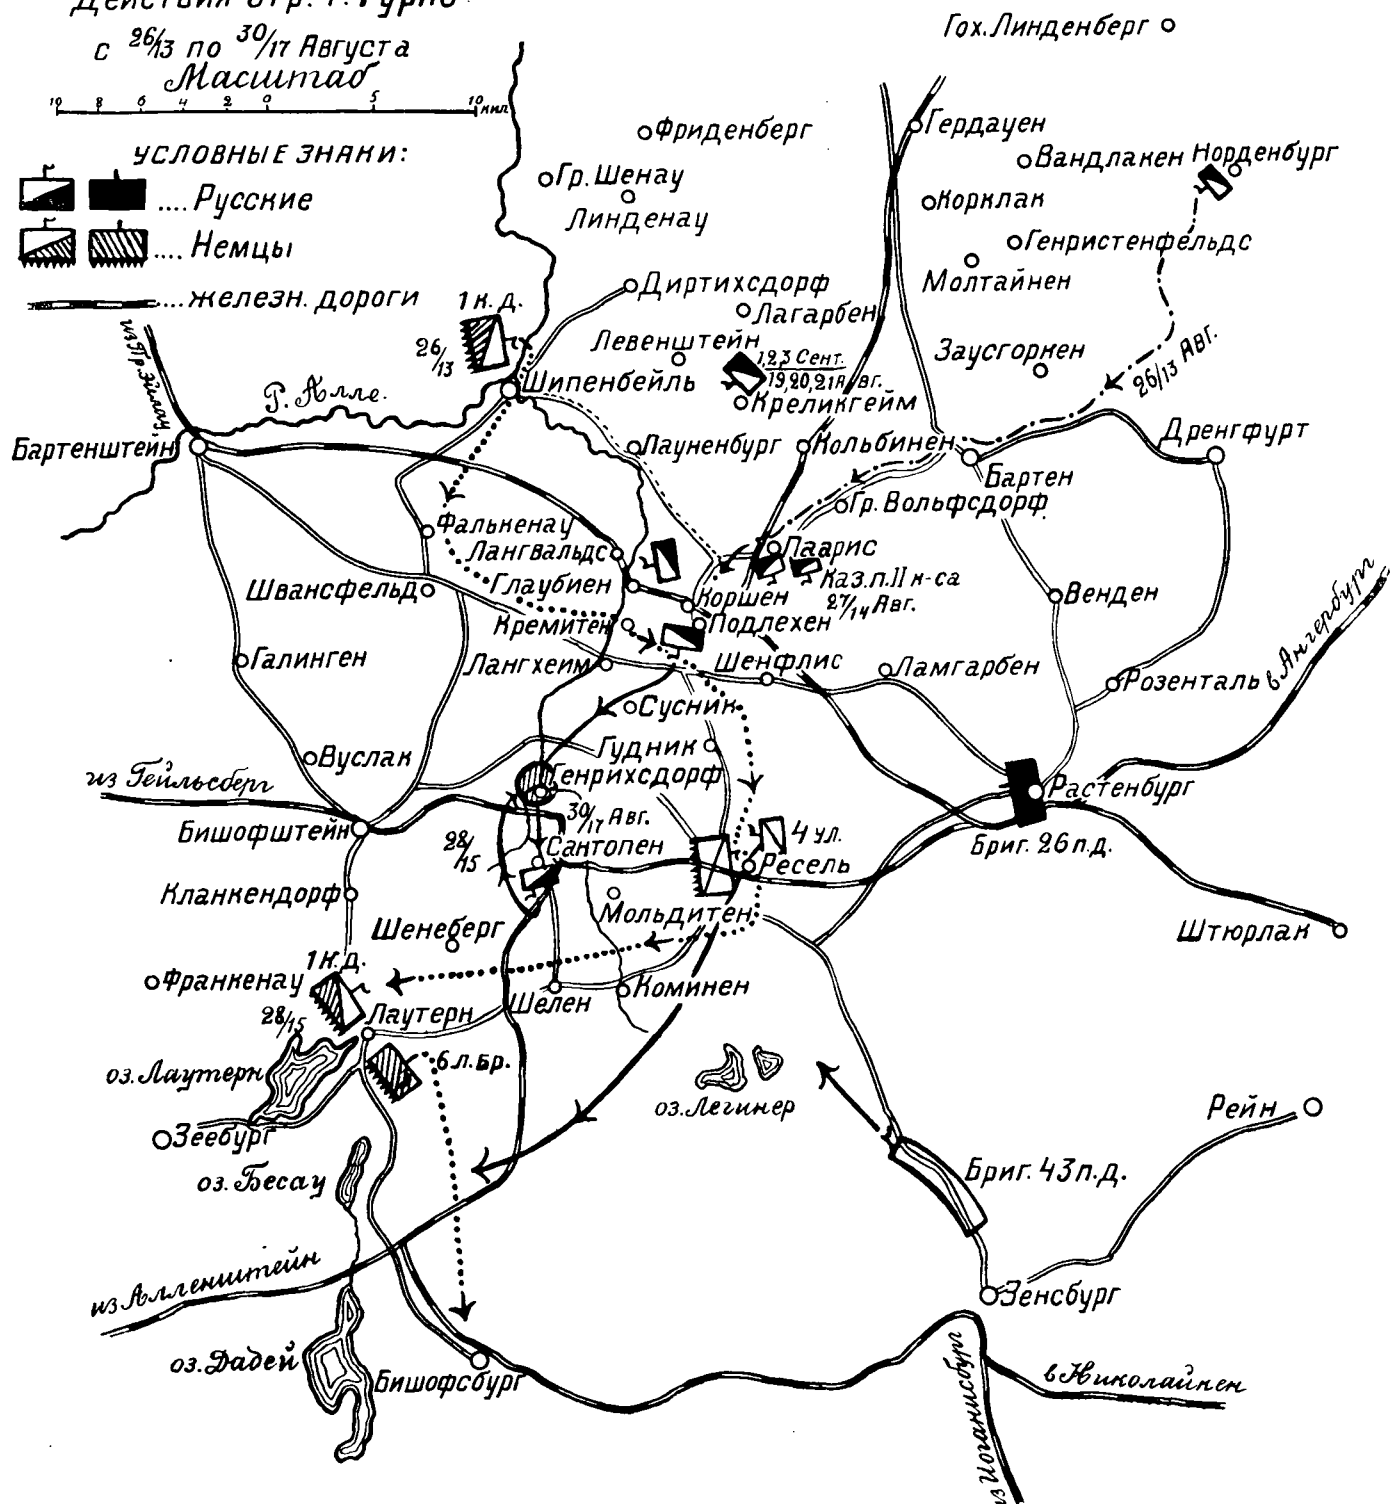 Действия отр. г. Гурко
с 26/13 по 30/17 Августа
Масштаб
10 8 6 4 2 0 5 10 кил.
УСЛОВНЫЕ ЗНАКИ:
.... Русские
.... Немцы
....железн. дороги
Гох. Линденберг
Фриденберг
Гердауен
Вандлакен
Норденбург
Гр. Шенау
Линденау
Корклак
Генристенфельдс
Молтайнен
Диртихсдорф
Лагарбен
1 к. д.
26/13
Левенштейн
1,2,3 Сент.
19,20,21 Авг.
Заусгоркен
26/13 Авг.
из Пр. Эйлау
Шипенбейль
Р. Алле.
Креликгейм
Бартенштейн
Лауненбург
Кольбинен
Дренгфурт
Бартен
Гр. Вольфсдорф
Фалькенау
Лангвальдс
Паарис
Каз. п. II к-са
27/14 Авг.
Швансфельд
Глаубиен
Коршен
Венден
Кремитен
Подлехен
в Ангербург
Галинген
Лангхеим
Шенфлис
Ламгарбен
Розенталь
Сусник
Вуслак
Гудник
из Гейльсберг
Генрихсдорф
Растенбург
30/17 Авг.
Бишофштейн
28/15
Сантопен
4 ул.
Ресель
Бриг. 26 п.д.
Кланкендорф
Мольдитен
Шенеберг
Штюрлак
1 к. д.
Франкенау
28/15
Шелен
Коминен
Лаутерн
оз. Лаутерн
6 л. бр.
оз. Легинер
Рейн
Зеебург
оз. Бесау
Бриг. 43 п.д.
из Алленштейн
Зенсбург
оз. Дадей
Бишофсбург
в Николайкен
из Иоганисбург